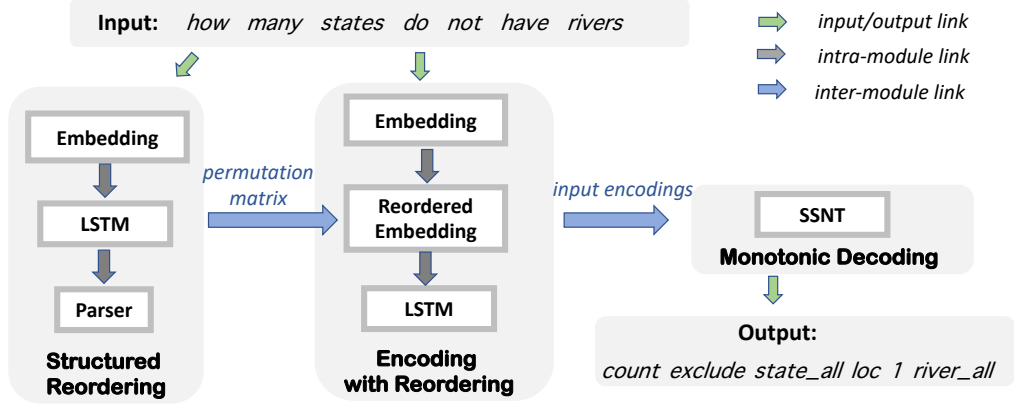 Input: how many states do not have rivers
input/output link
intra-module link
inter-module link
Embedding
LSTM
Parser
Structured
Reordering
permutation
matrix
Embedding
Reordered
Embedding
LSTM
Encoding
with Reordering
input encodings
SSNT
Monotonic Decoding
Output:
count exclude state_all loc 1 river_all